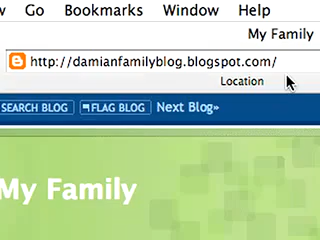 Go Bookmarks Window Help
My Family
http://damianfamilyblog.blogspot.com/
Location
SEARCH BLOG FLAG BLOG Next Blog»
My Family